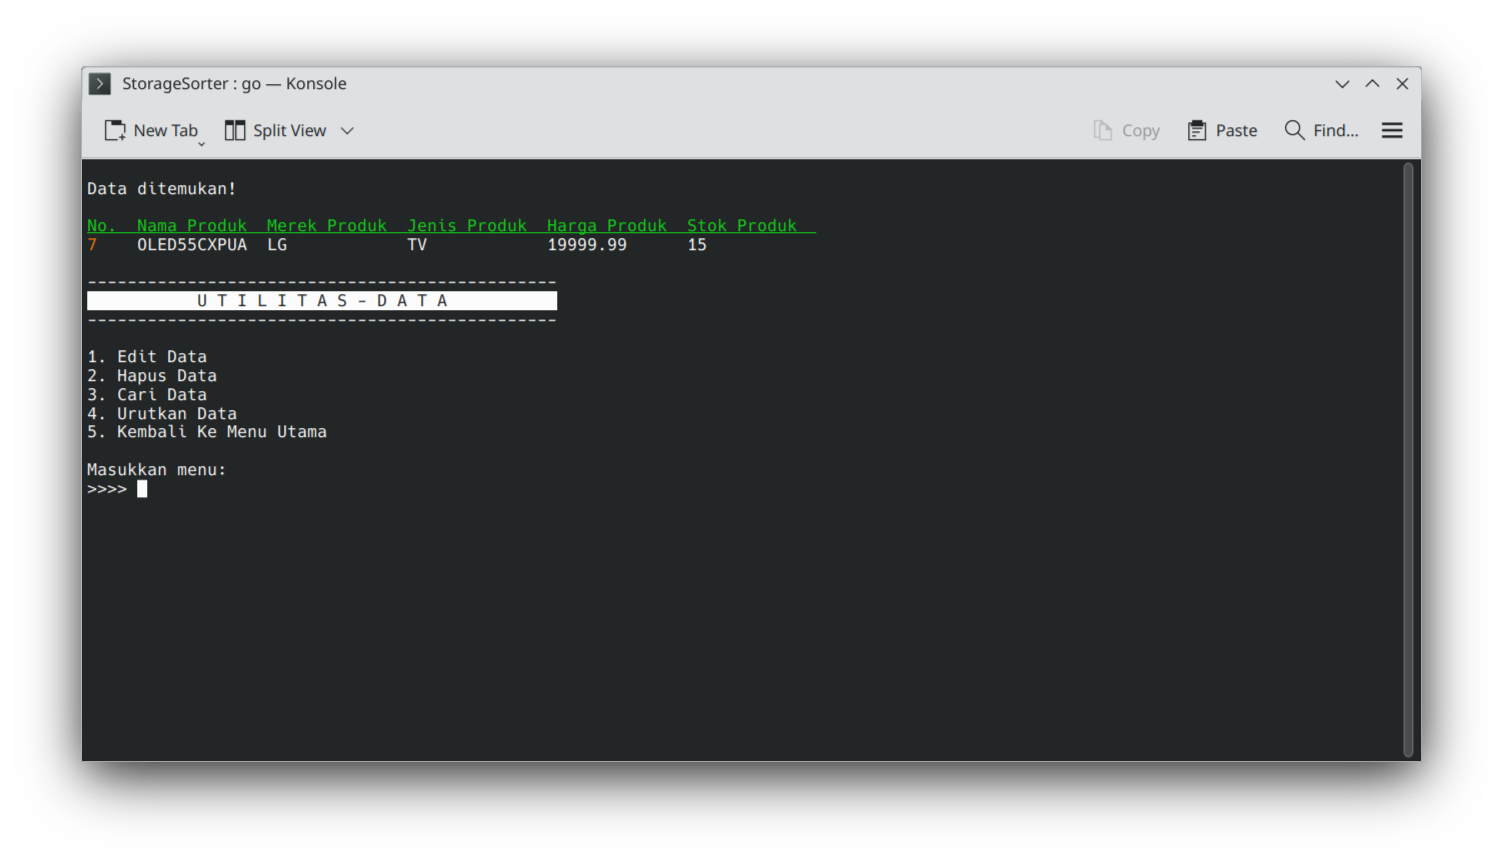 StorageSorter : go — Konsole
New Tab Split View Copy Paste Find...
Data ditemukan!
No. Nama Produk Merek Produk Jenis Produk Harga Produk Stok Produk
7 OLED55CXPUA LG TV 19999.99 15
-----------------------------------------------
U T I L I T A S - D A T A
-----------------------------------------------
1. Edit Data
2. Hapus Data
3. Cari Data
4. Urutkan Data
5. Kembali Ke Menu Utama
Masukkan menu:
>>>>